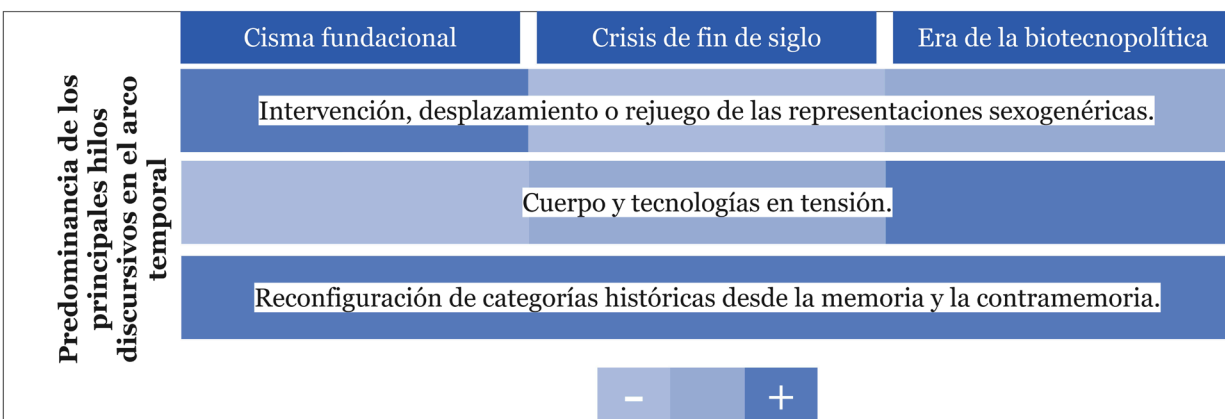 Cisma fundacional
Crisis de fin de siglo
Era de la biotecnopolítica
Predominancia de los
principales hilos
discursivos en el arco
temporal
Intervención, desplazamiento o rejuego de las representaciones sexogenéricas.
Cuerpo y tecnologías en tensión.
Reconfiguración de categorías históricas desde la memoria y la contramemoria.
- +